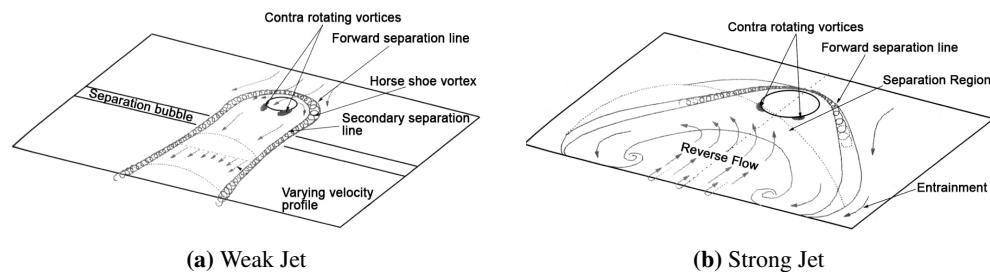 Contra rotating vortices
Forward separation line
Horse shoe vortex
Separation bubble
Secondary separation
line
Varying velocity
profile
(a) Weak Jet
Contra rotating vortices
Forward separation line
Separation Region
Reverse Flow
Entrainment
(b) Strong Jet